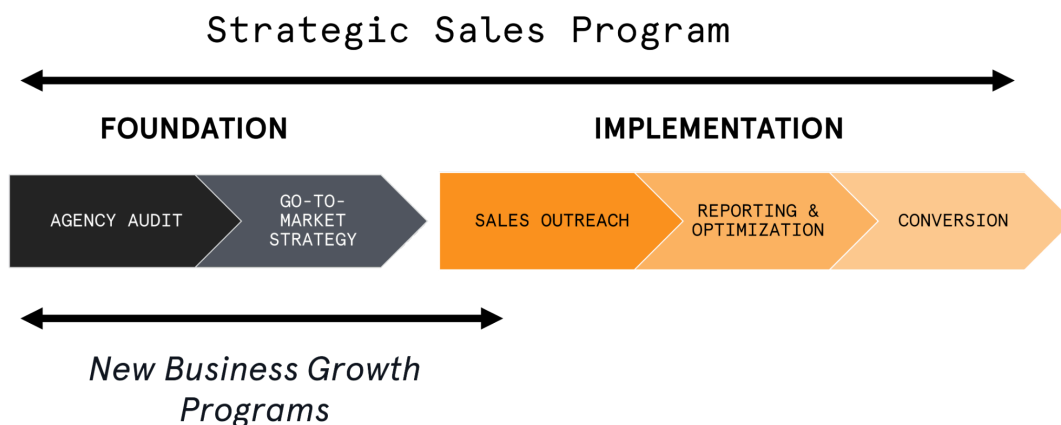 Strategic Sales Program
FOUNDATION
IMPLEMENTATION
AGENCY AUDIT
GO-TO-
MARKET
STRATEGY
SALES OUTREACH
REPORTING &
OPTIMIZATION
CONVERSION
New Business Growth
Programs